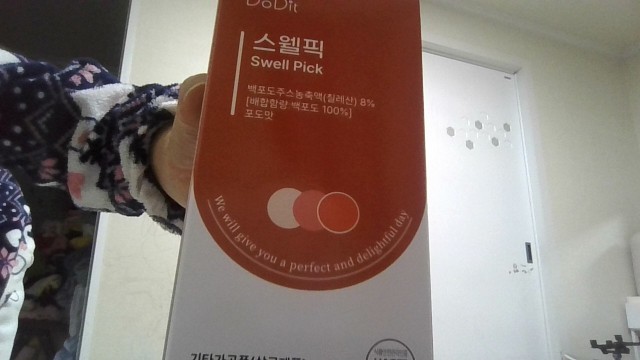 DoDit
스웰픽
Swell Pick
백포도주스농축액(칠레산) 8%
[배합함량 백포도 100%]
포도맛
We will give you a perfect and delightful day